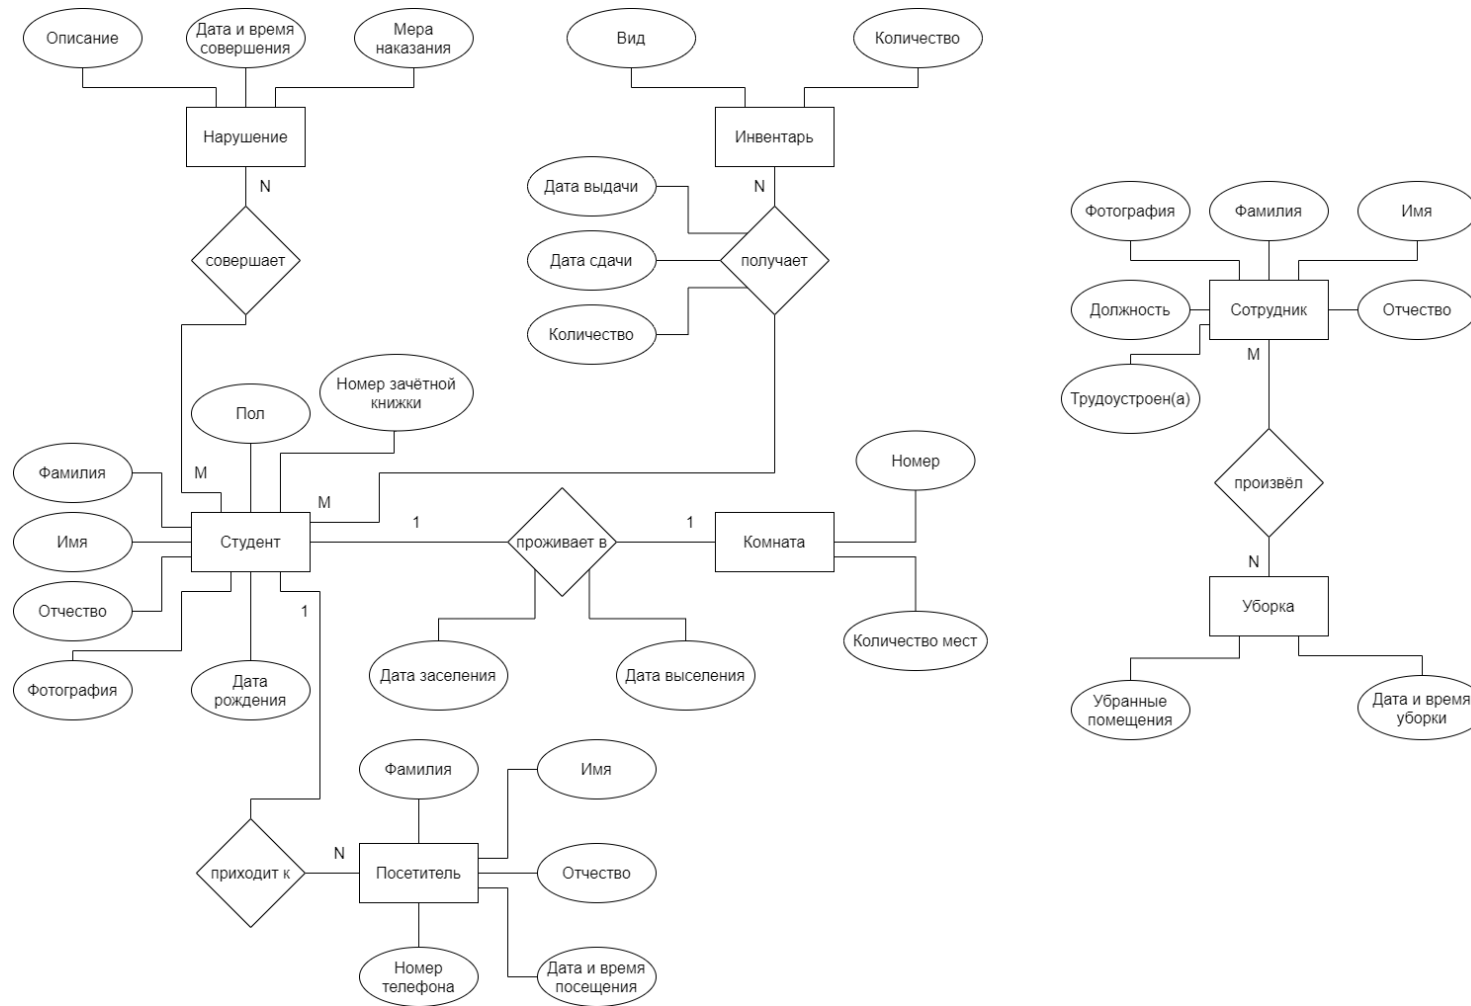 Описание
Дата и время
совершения
Мера
наказания
Вид
Количество
Нарушение
Инвентарь
N
N
Дата выдачи
Фотография
Фамилия
Имя
совершает
Дата сдачи
получает
Должность
Сотрудник
Отчество
Количество
M
Номер зачётной
книжки
Трудоустроен(а)
Пол
Номер
Фамилия
M
произвёл
M
1
1
Имя
Студент
проживает в
Комната
N
Отчество
1
Уборка
Количество мест
Дата заселения
Дата выселения
Фотография
Дата
рождения
Убранные
помещения
Дата и время
уборки
Фамилия
Имя
N
приходит к
Посетитель
Отчество
Номер
телефона
Дата и время
посещения